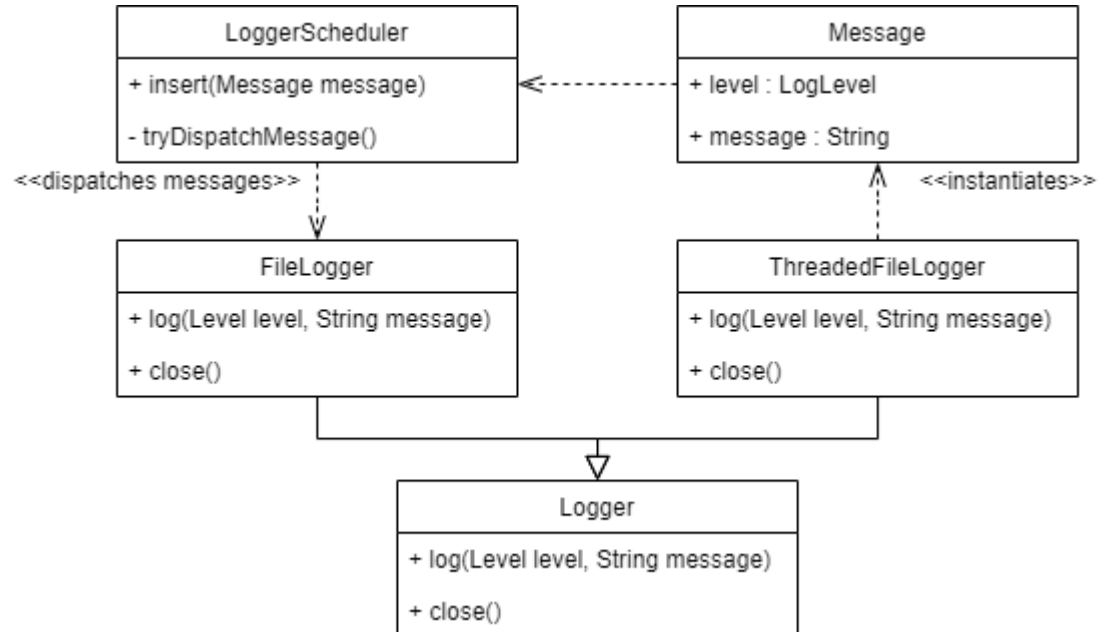 LoggerScheduler
+ insert(Message message)
- tryDispatchMessage()
Message
+ level : LogLevel
+ message : String
<<dispatches messages>>
<<instantiates>>
FileLogger
+ log(Level level, String message)
+ close()
ThreadedFileLogger
+ log(Level level, String message)
+ close()
Logger
+ log(Level level, String message)
+ close()